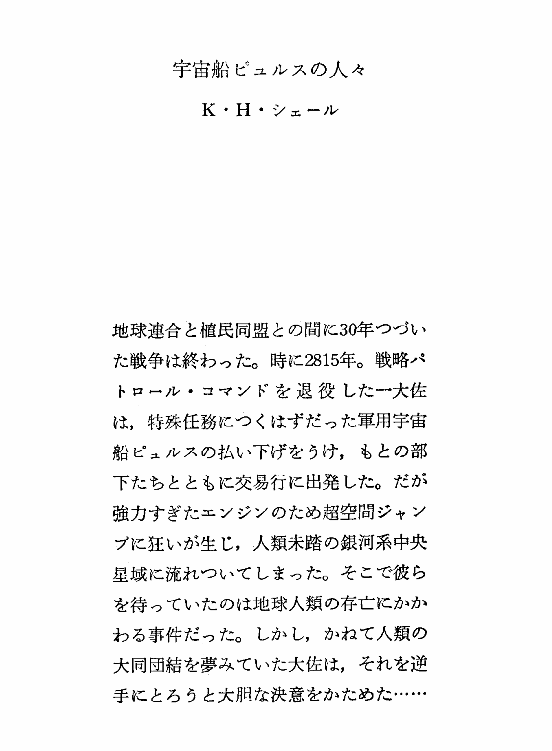 宇宙船ピュルスの人々
K・H・シェール
地球連合と植民同盟との間に30年つづい
た戦争は終わった。時に2815年。戦略パ
トロール・コマンドを退役した一大佐
は，特殊任務につくはずだった軍用宇宙
船ピュルスの払い下げをうけ，もとの部
下たちとともに交易行に出発した。だが
強力すぎたエンジンのため超空間ジャン
プに狂いが生じ，人類未踏の銀河系中央
星域に流れついてしまった。そこで彼ら
を待っていたのは地球人類の存亡にかか
わる事件だった。しかし，かねて人類の
大同団結を夢みていた大佐は，それを逆
手にとろうと大胆な決意をかためた……